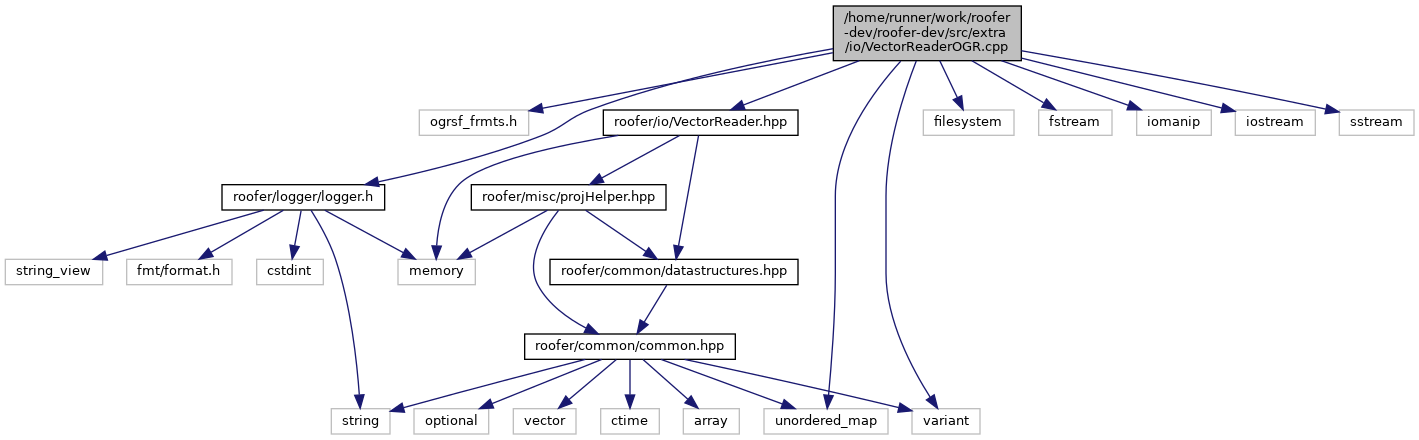 /home/runner/work/roofer
-dev/roofer-dev/src/extra
/io/VectorReaderOGR.cpp
ogrsf_frmts.h
roofer/io/VectorReader.hpp
filesystem
fstream
iomanip
iostream
sstream
roofer/logger/logger.h
roofer/misc/projHelper.hpp
string_view
fmt/format.h
cstdint
memory
roofer/common/datastructures.hpp
roofer/common/common.hpp
string
optional
vector
ctime
array
unordered_map
variant